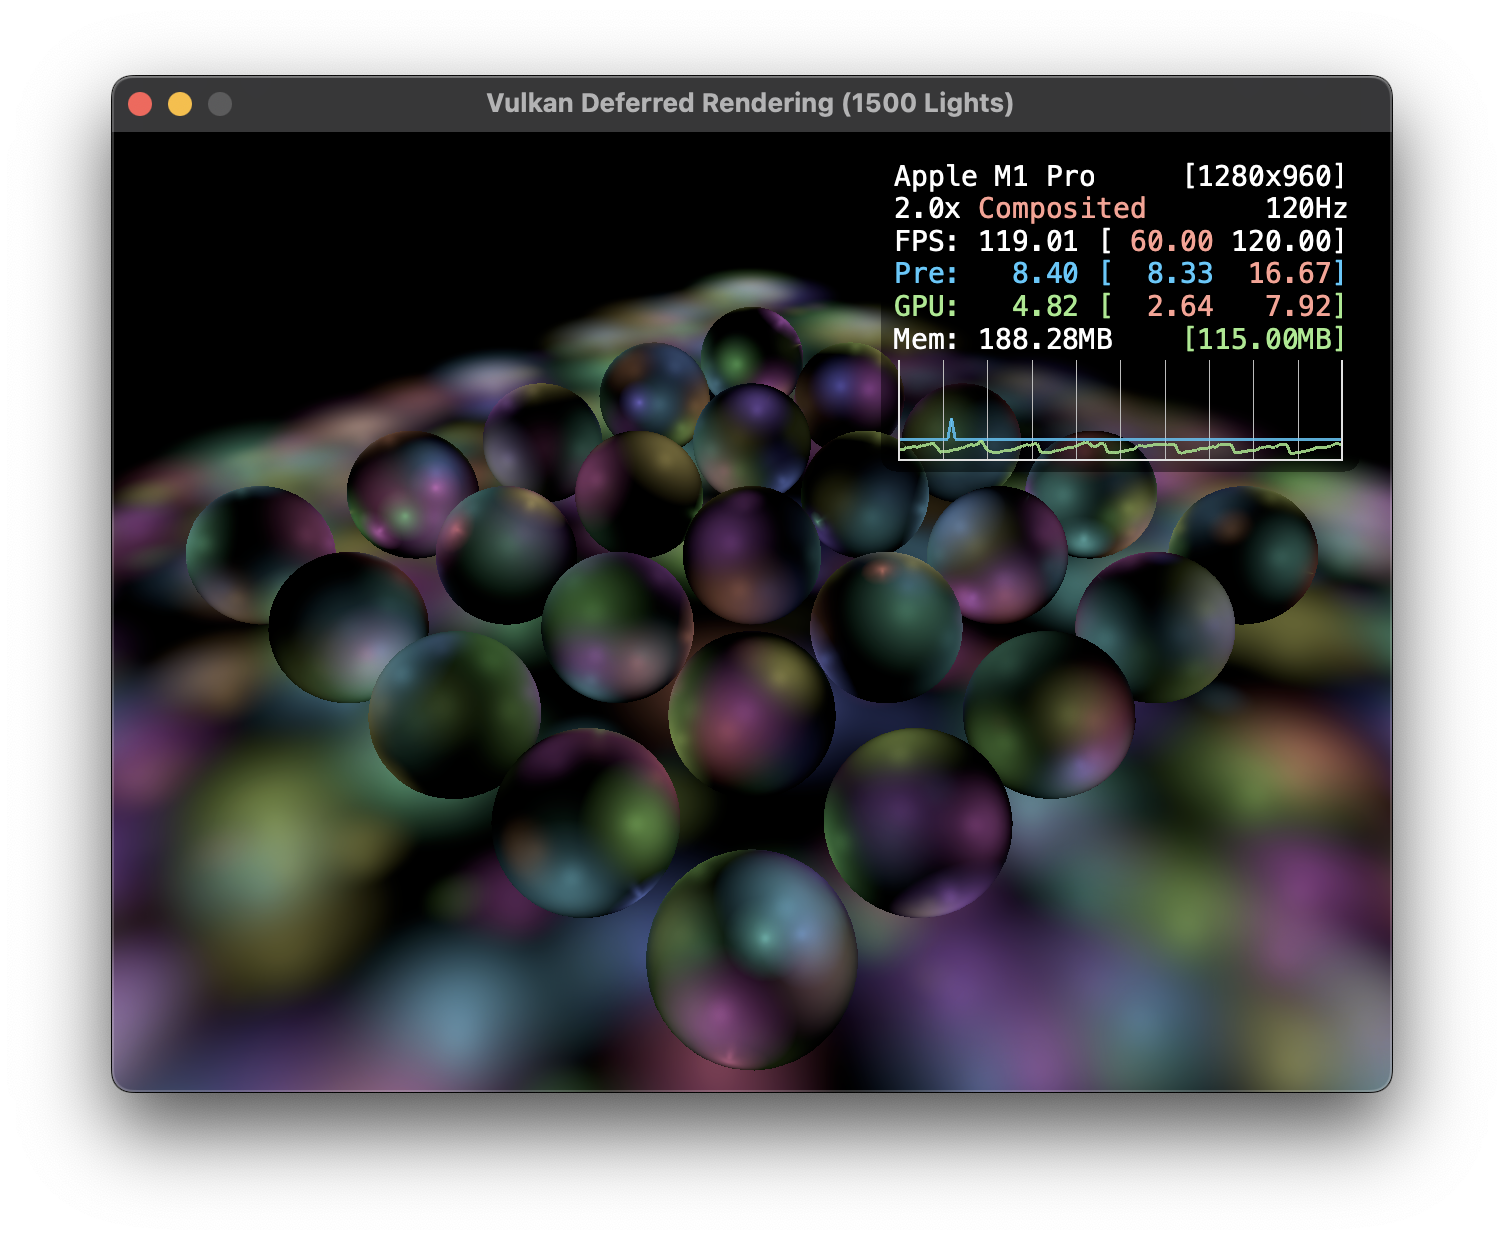 Vulkan Deferred Rendering (1500 Lights)
Apple M1 Pro [1280x960]
2.0x Composited 120Hz
FPS: 119.01 [ 60.00 120.00]
Pre: 8.40 [ 8.33 16.67]
GPU: 4.82 [ 2.64 7.92]
Mem: 188.28MB [115.00MB]